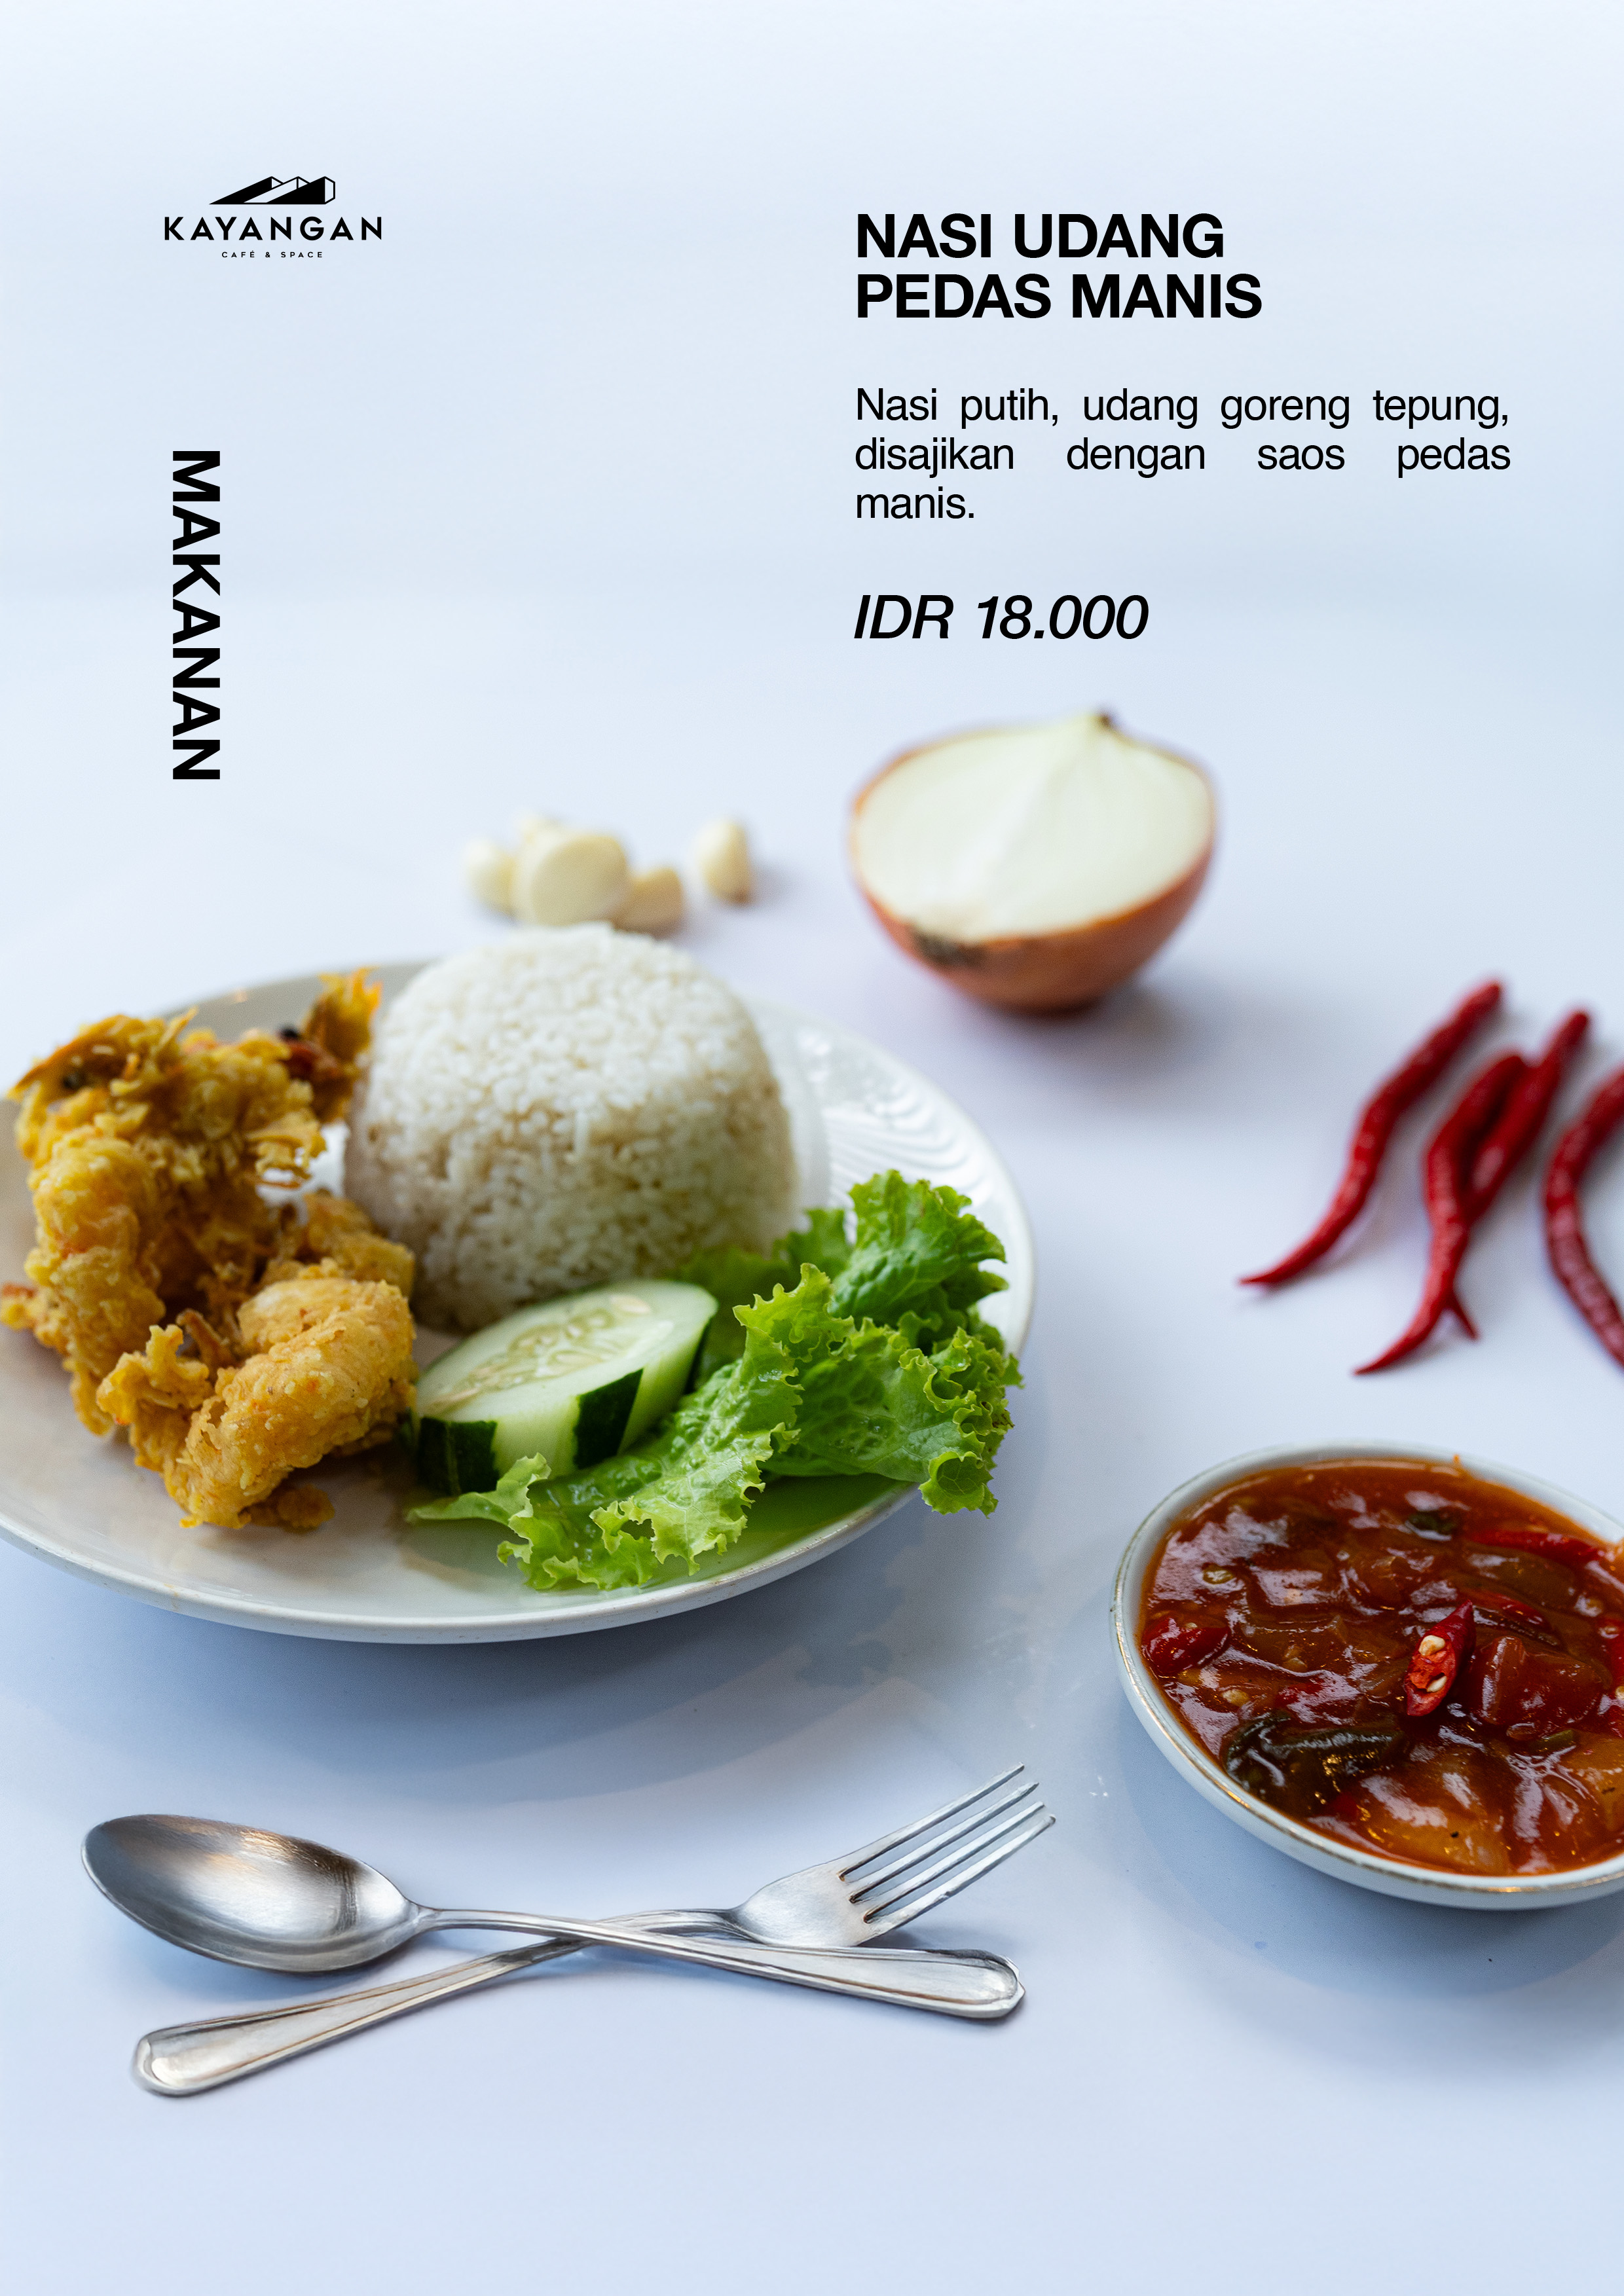 KAYANGAN
CAFÉ & SPACE
NASI UDANG
PEDAS MANIS
Nasi putih, udang goreng tepung,
disajikan dengan saos pedas
manis.
IDR 18.000
MAKANAN